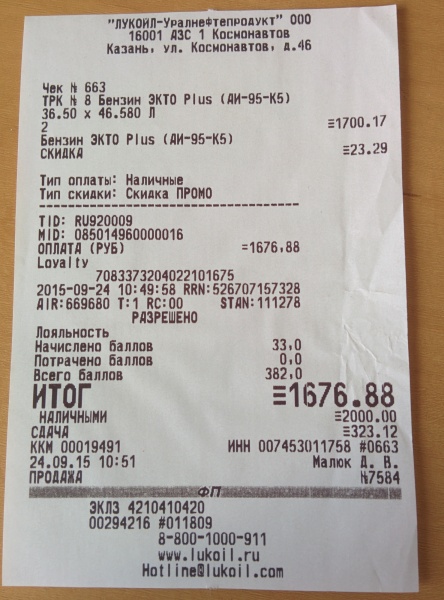 "ЛУКОЙЛ-Уралнефтепродукт" ООО
16001 АЗС 1 Космонавтов
Казань, ул. Космонавтов, д.46
Чек № 663
ТРК № 8 Бензин ЭКТО Plus (АИ-95-К5)
36.50 x 46.580 Л
2 ≡1700.17
Бензин ЭКТО Plus (АИ-95-К5)
СКИДКА ≡23.29
Тип оплаты: Наличные
Тип скидки: Скидка ПРОМО
----------------------------------------
TID: RU920009
MID: 085014960000016
ОПЛАТА (РУБ) =1676,88
Loyalty
7083373204022101675
2015-09-24 10:49:58 RRN:526707157328
AIR:669680 T:1 RC:00 STAN:111278
РАЗРЕШЕНО
Лояльность
Начислено баллов 33,0
Потрачено баллов 0,0
Всего баллов 382,0
ИТОГ ≡1676.88
НАЛИЧНЫМИ ≡2000.00
СДАЧА ≡323.12
ККМ 00019491 ИНН 007453011758 #0663
24.09.15 10:51 Малюк Д. В.
ПРОДАЖА №7584
ФП
ЭКЛЗ 4210410420
00294216 #011809
8-800-1000-911
www.lukoil.ru
Hotline@lukoil.com